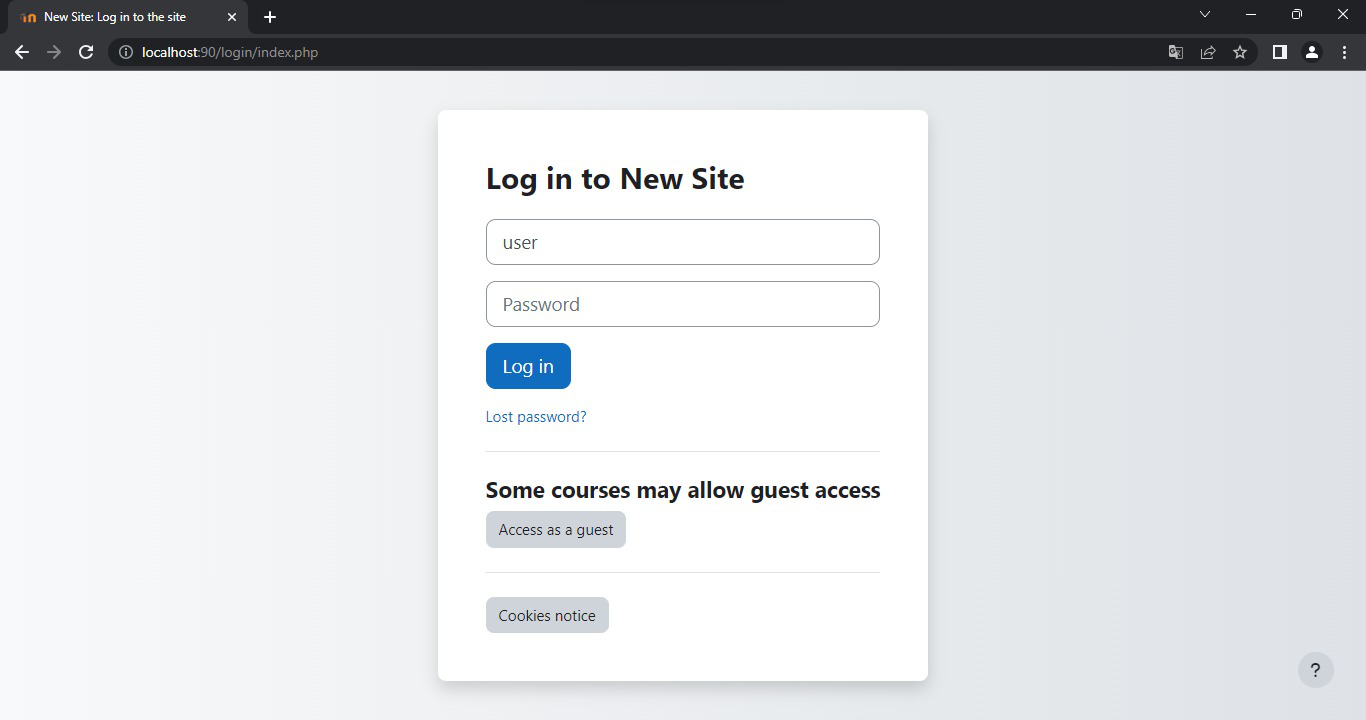 New Site: Log in to the site
localhost:90/login/index.php
Log in to New Site
user
Password
Log in
Lost password?
Some courses may allow guest access
Access as a guest
Cookies notice
?